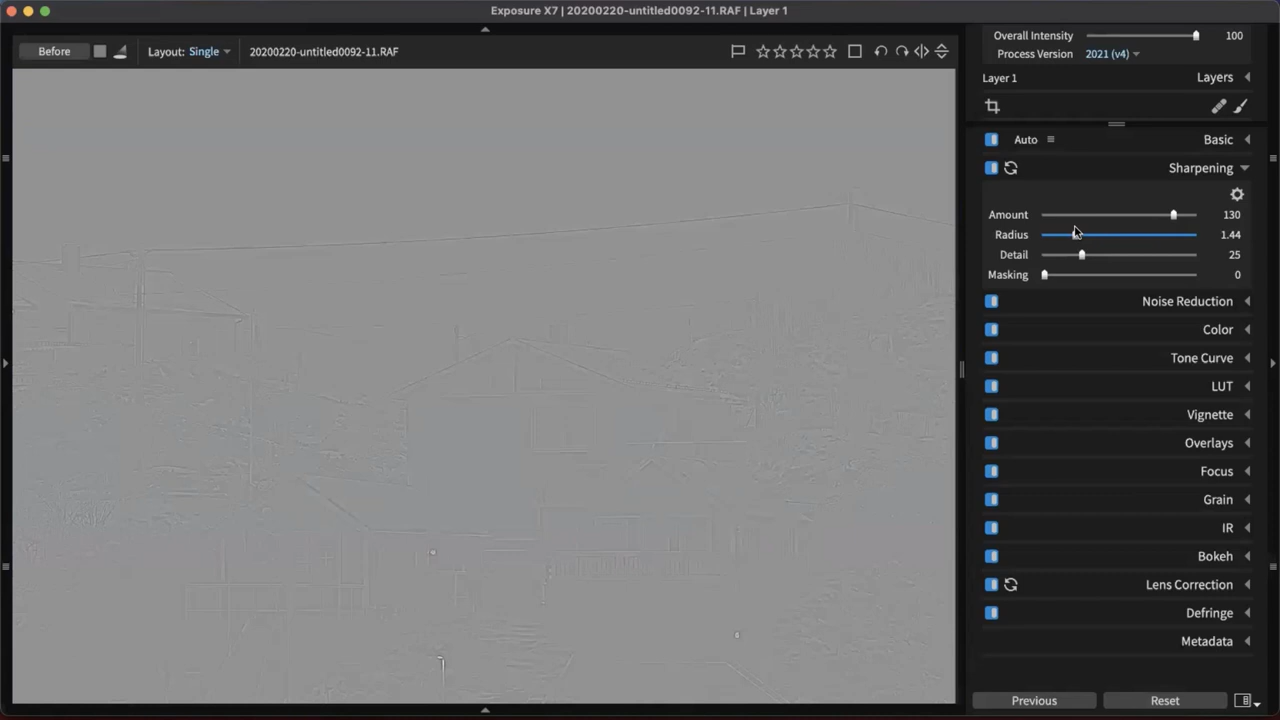 Exposure X7 | 20200220-untitled0092-11.RAF | Layer 1
Before
Layout: Single
20200220-untitled0092-11.RAF
Overall Intensity 100
Process Version 2021 (v4)
Layer 1 Layers
Auto Basic
Sharpening
Amount 130
Radius 1.44
Detail 25
Masking 0
Noise Reduction
Color
Tone Curve
LUT
Vignette
Overlays
Focus
Grain
IR
Bokeh
Lens Correction
Defringe
Metadata
Previous Reset